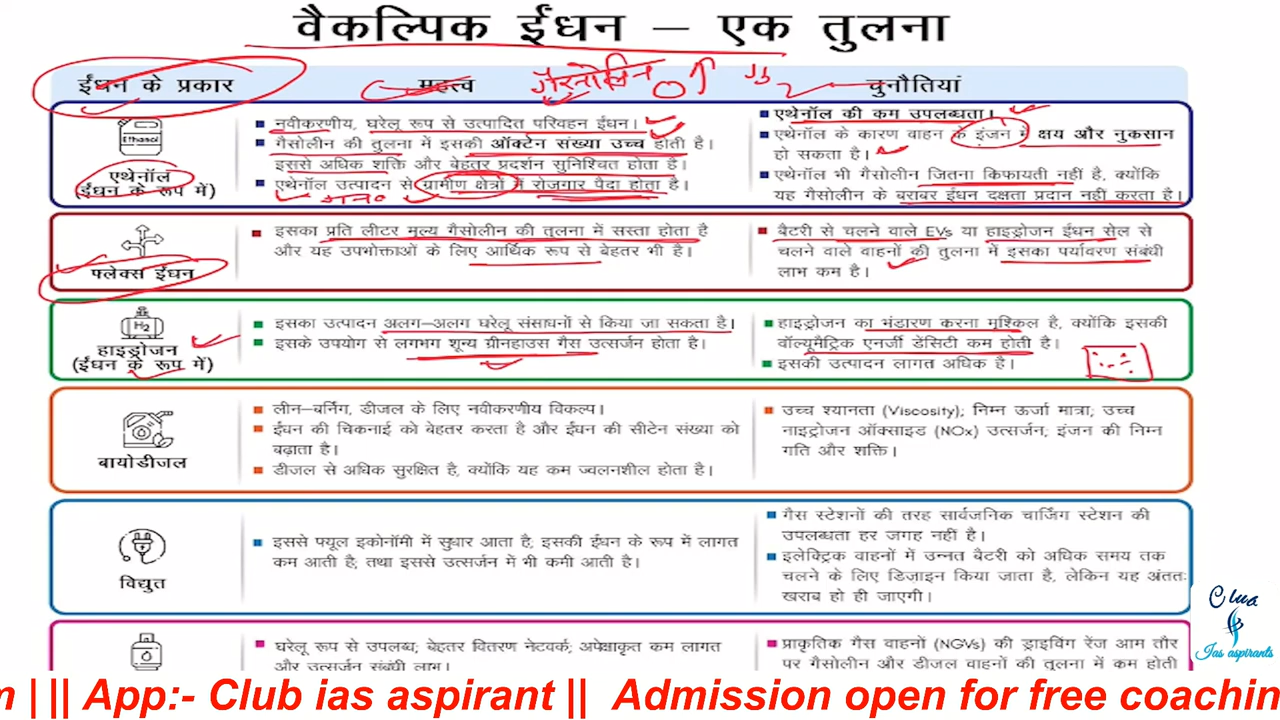 वैकल्पिक ईंधन – एक तुलना
ईंधन के प्रकार
महत्त्व
गैसोलिन
चुनौतियां
Ethanol
एथेनॉल
(ईंधन के रूप में)
नवीकरणीय, घरेलू रूप से उत्पादित परिवहन ईंधन।
गैसोलीन की तुलना में इसकी ऑक्टेन संख्या उच्च होती है।
इससे अधिक शक्ति और बेहतर प्रदर्शन सुनिश्चित होता है।
एथेनॉल उत्पादन से ग्रामीण क्षेत्रों में रोजगार पैदा होता है।
एथेनॉल की कम उपलब्धता।
एथेनॉल के कारण वाहन के इंजन में क्षय और नुकसान
हो सकता है।
एथेनॉल भी गैसोलीन जितना किफायती नहीं है, क्योंकि
यह गैसोलीन के बराबर ईंधन दक्षता प्रदान नहीं करता है।
फ्लेक्स ईंधन
इसका प्रति लीटर मूल्य गैसोलीन की तुलना में सस्ता होता है
और यह उपभोक्ताओं के लिए आर्थिक रूप से बेहतर भी है।
बैटरी से चलने वाले EVs या हाइड्रोजन ईंधन सेल से
चलने वाले वाहनों की तुलना में इसका पर्यावरण संबंधी
लाभ कम है।
H2
हाइड्रोजन
(ईंधन के रूप में)
इसका उत्पादन अलग-अलग घरेलू संसाधनों से किया जा सकता है।
इसके उपयोग से लगभग शून्य ग्रीनहाउस गैस उत्सर्जन होता है।
हाइड्रोजन का भंडारण करना मुश्किल है, क्योंकि इसकी
वॉल्यूमैट्रिक एनर्जी डेंसिटी कम होती है।
इसकी उत्पादन लागत अधिक है।
बायोडीजल
लीन-बर्निंग, डीजल के लिए नवीकरणीय विकल्प।
ईंधन की चिकनाई को बेहतर करता है और ईंधन की सीटेन संख्या को
बढ़ाता है।
डीजल से अधिक सुरक्षित है, क्योंकि यह कम ज्वलनशील होता है।
उच्च श्यानता (Viscosity); निम्न ऊर्जा मात्रा; उच्च
नाइट्रोजन ऑक्साइड (NOx) उत्सर्जन; इंजन की निम्न
गति और शक्ति।
विद्युत
इससे फ्यूल इकोनॉमी में सुधार आता है; इसकी ईंधन के रूप में लागत
कम आती है; तथा इससे उत्सर्जन में भी कमी आती है।
गैस स्टेशनों की तरह सार्वजनिक चार्जिंग स्टेशन की
उपलब्धता हर जगह नहीं है।
इलेक्ट्रिक वाहनों में उन्नत बैटरी को अधिक समय तक
चलने के लिए डिज़ाइन किया जाता है, लेकिन यह अंततः
खराब हो ही जाएगी।
घरेलू रूप से उपलब्ध; बेहतर वितरण नेटवर्क; अपेक्षाकृत कम लागत
और उत्सर्जन संबंधी लाभ।
प्राकृतिक गैस वाहनों (NGVs) की ड्राइविंग रेंज आम तौर
पर गैसोलीन और डीजल वाहनों की तुलना में कम होती
Club
Ias aspirants
m | || App:- Club ias aspirant || Admission open for free coachin